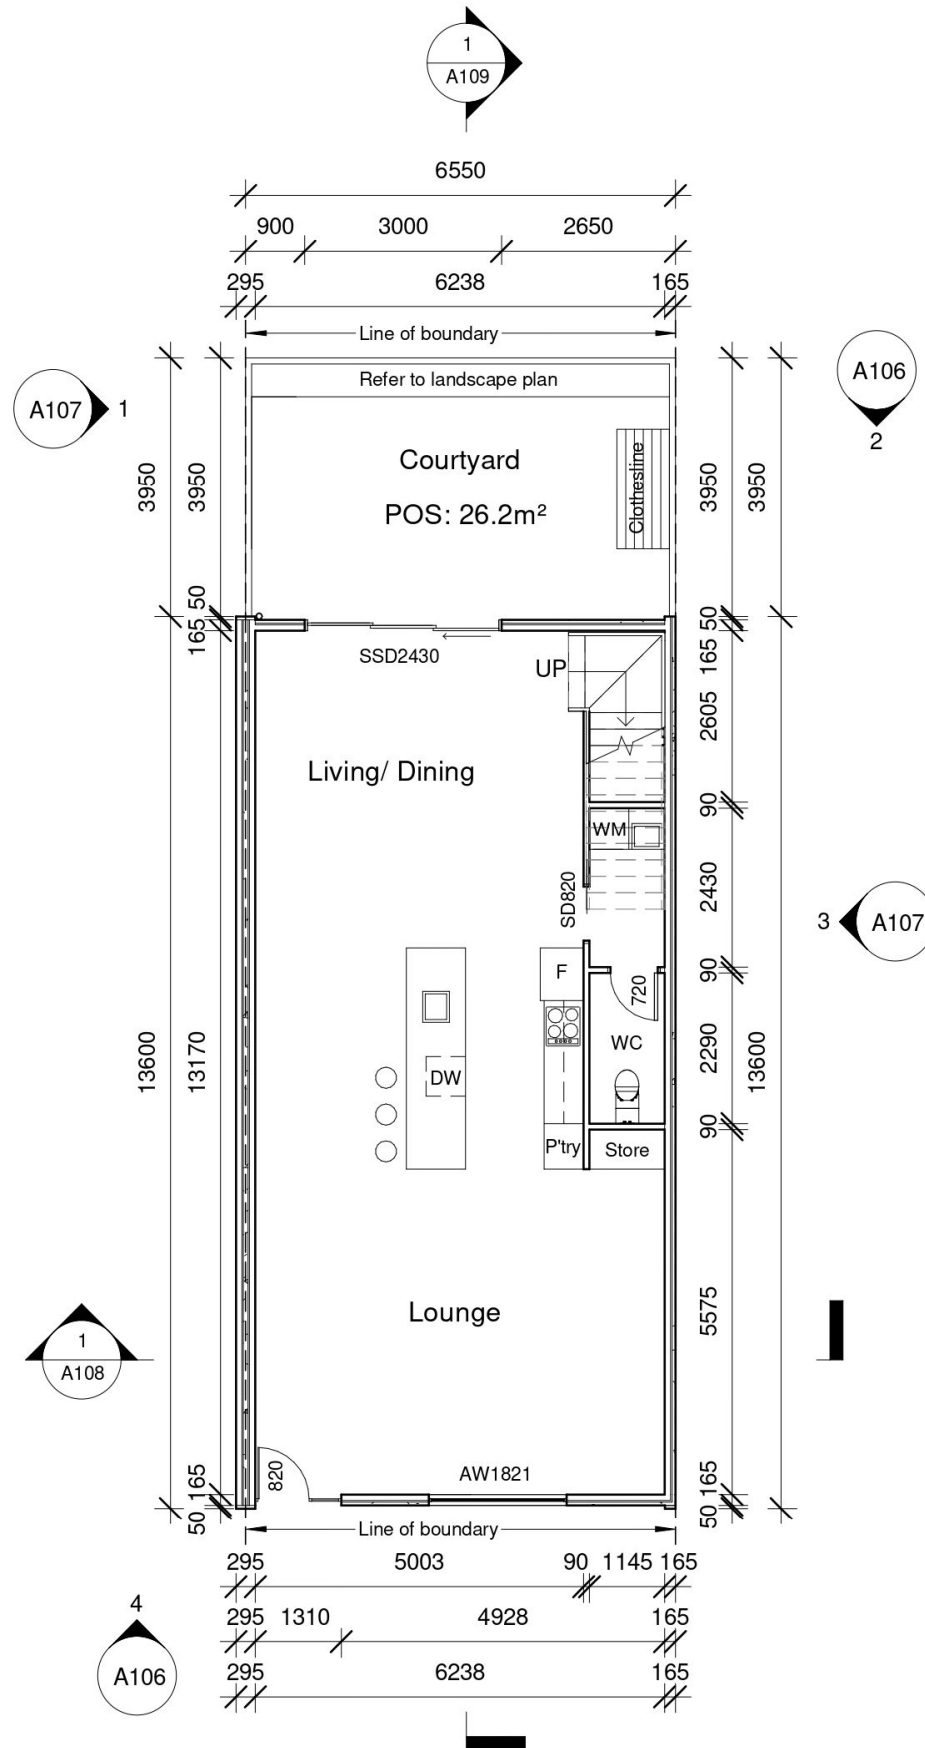 1
A109
6550
900 3000 2650
295 6238 165
Line of boundary
Refer to landscape plan
A107 1
A106
2
Courtyard
POS: 26.2m²
Clothesline
3950
3950
3950
3950
50
165
50
165
SSD2430
UP
2605
Living/ Dining
90
WM
2430
SD820
3 A107
F
90
720
WC
13600
13170
2290
13600
DW
90
P'try
Store
Lounge
5575
1
A108
165
50
820
AW1821
165
50
Line of boundary
295 5003 90 1145 165
4
295 1310 4928 165
A106
295 6238 165